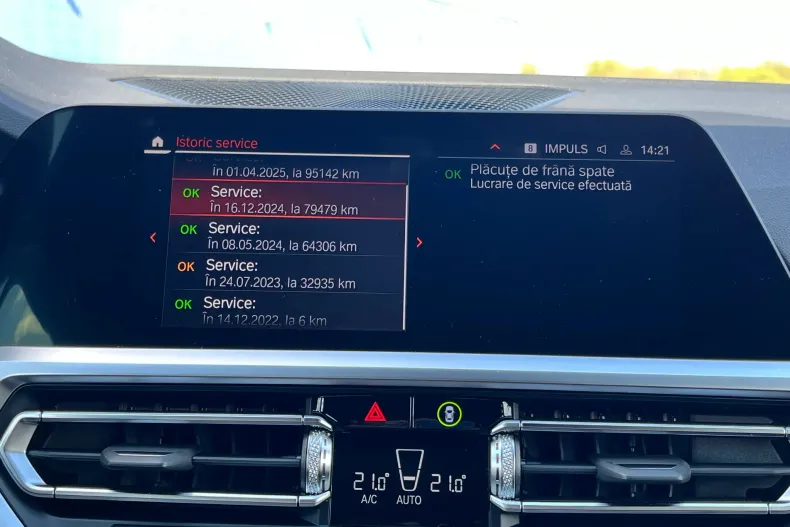 Istoric service
B IMPULS 14:21
În 01.04.2025, la 95142 km
OK Service:
În 16.12.2024, la 79479 km
OK Service:
În 08.05.2024, la 64306 km
OK Service:
În 24.07.2023, la 32935 km
OK Service:
În 14.12.2022, la 6 km
OK Plăcuțe de frână spate
Lucrare de service efectuată
21.0° 21.0°
A/C AUTO